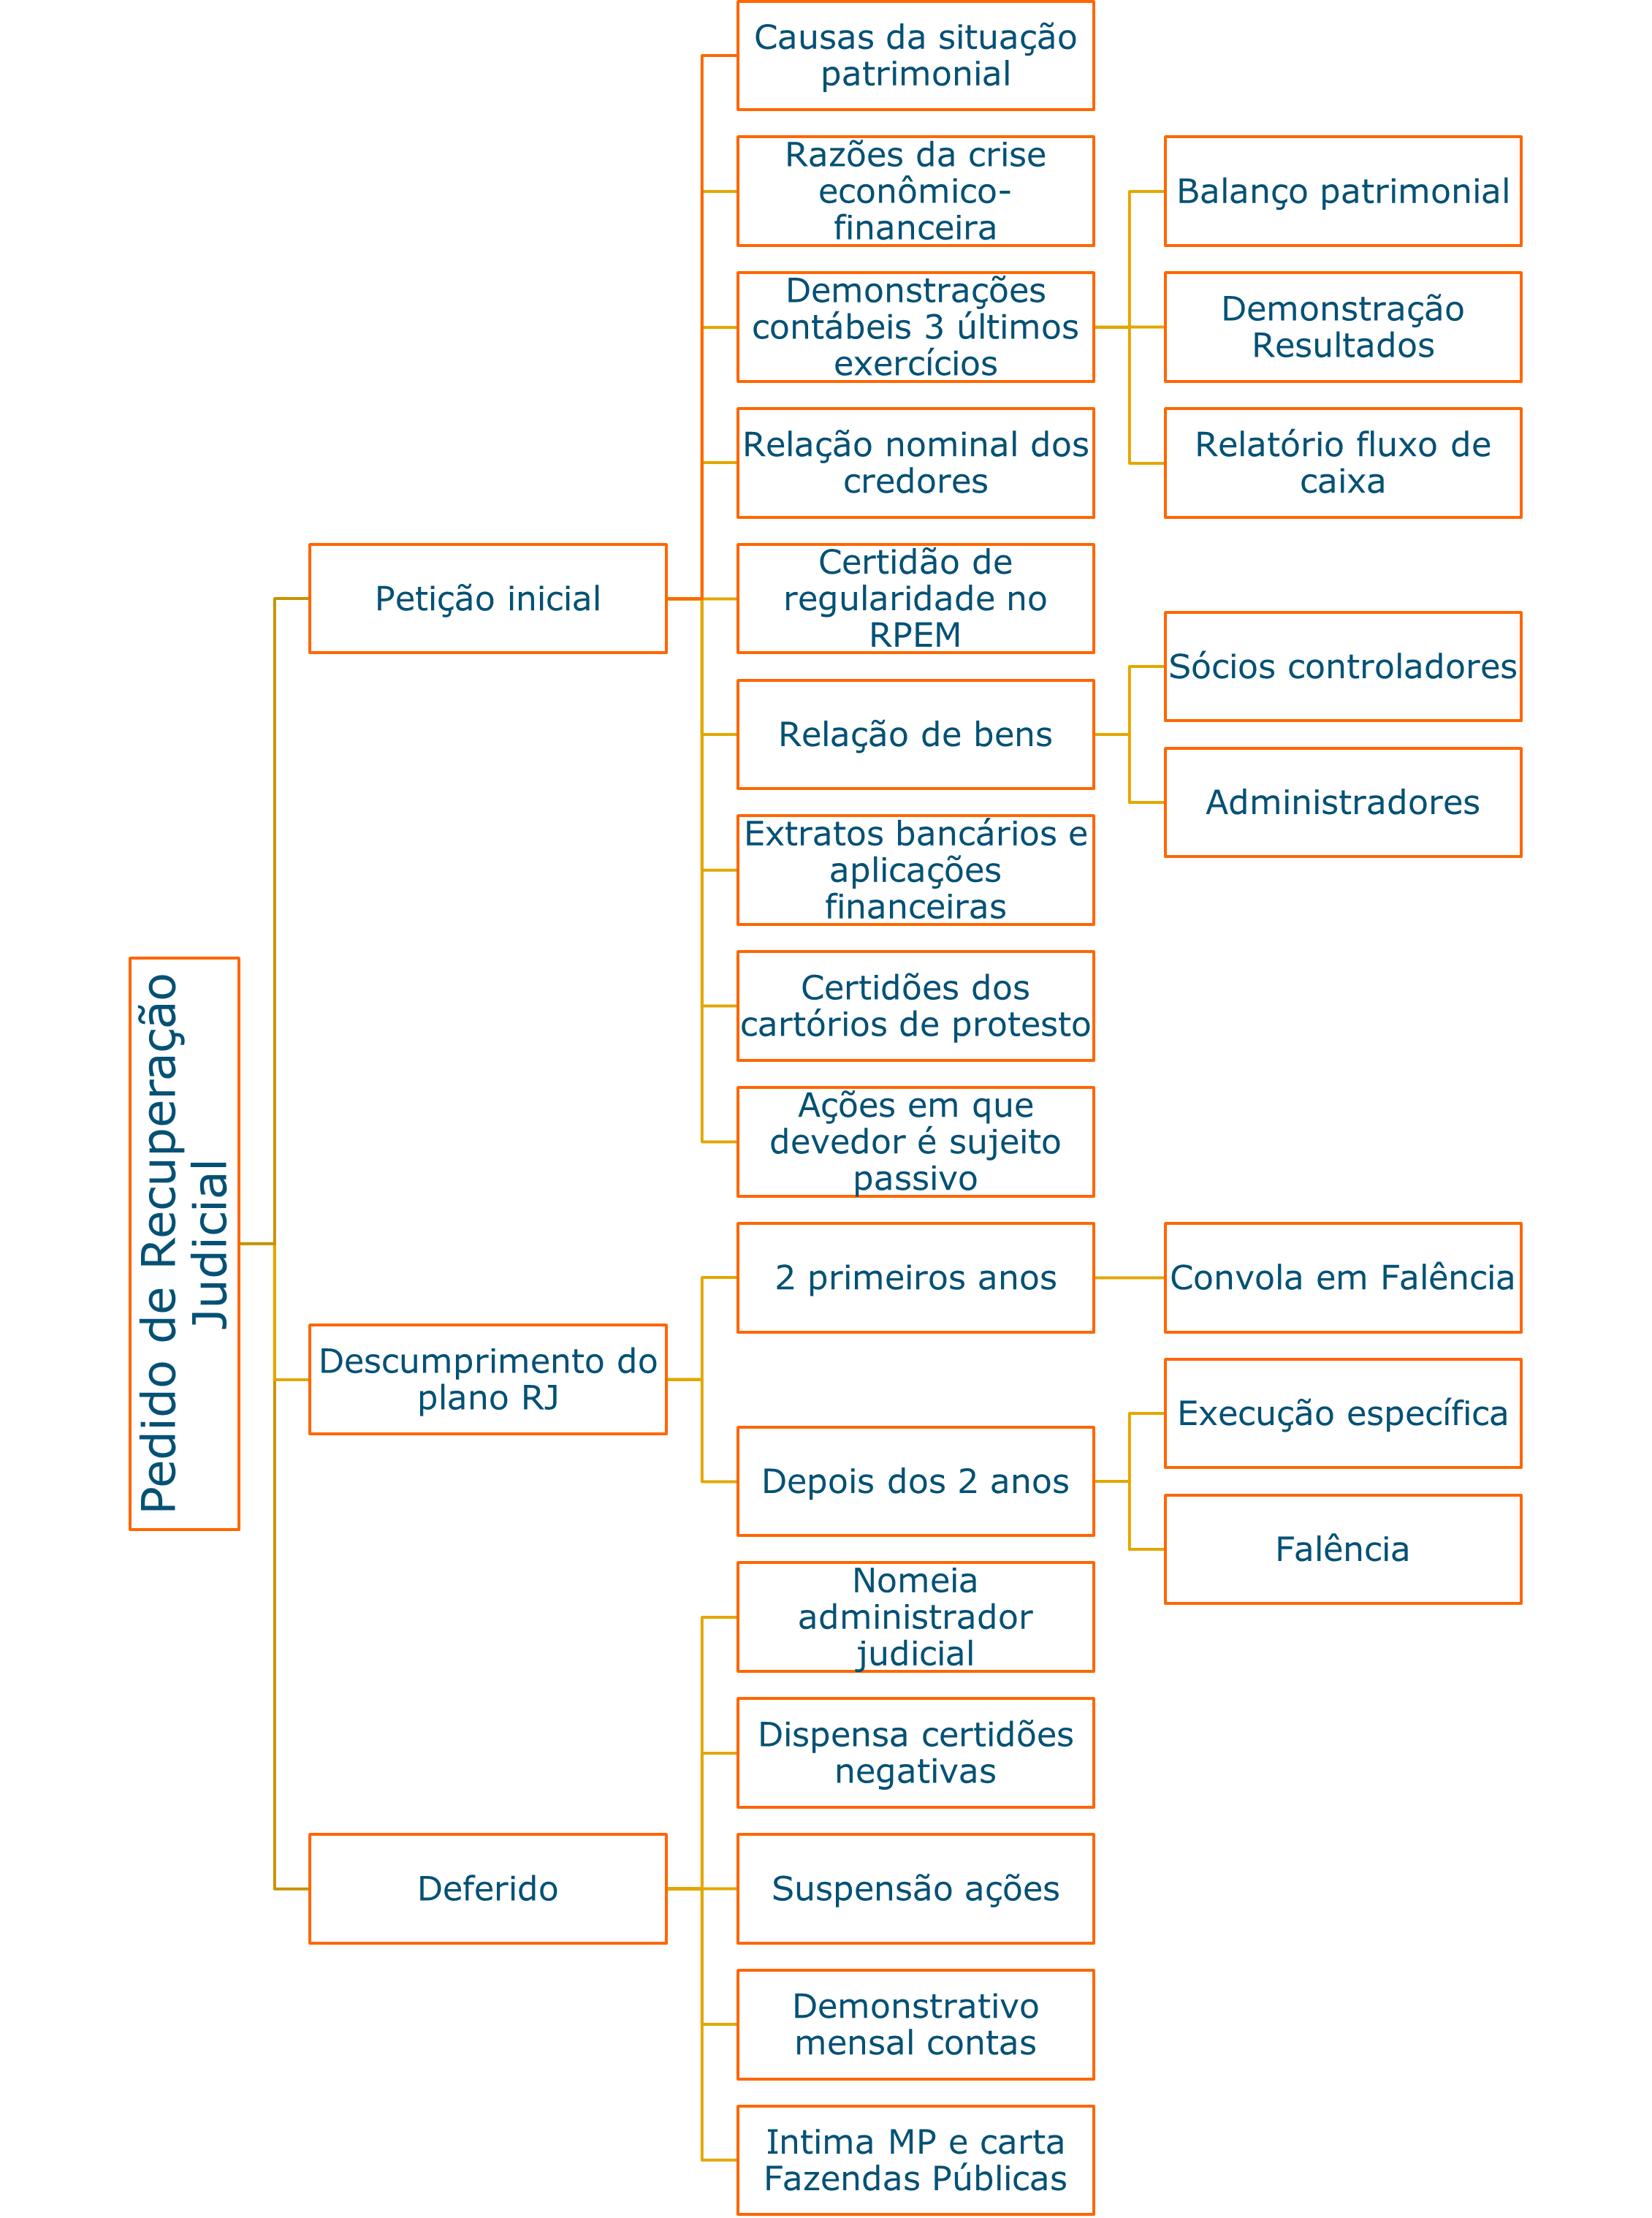 Pedido de Recuperação
Judicial
Petição inicial
Causas da situação
patrimonial
Razões da crise
econômico-
financeira
Demonstrações
contábeis 3 últimos
exercícios
Balanço patrimonial
Demonstração
Resultados
Relatório fluxo de
caixa
Relação nominal dos
credores
Certidão de
regularidade no
RPEM
Relação de bens
Sócios controladores
Administradores
Extratos bancários e
aplicações
financeiras
Certidões dos
cartórios de protesto
Ações em que
devedor é sujeito
passivo
Descumprimento do
plano RJ
2 primeiros anos
Convola em Falência
Depois dos 2 anos
Execução específica
Falência
Deferido
Nomeia
administrador
judicial
Dispensa certidões
negativas
Suspensão ações
Demonstrativo
mensal contas
Intima MP e carta
Fazendas Públicas